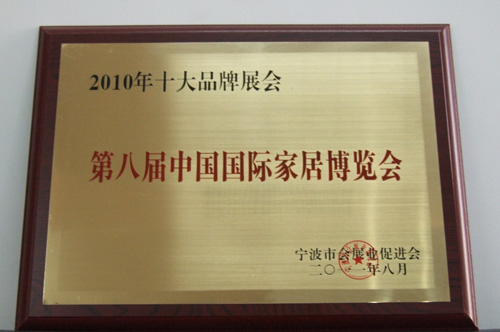 2010年十大品牌展会
第八届中国国际家居博览会
宁波市会展业促进会
二〇一一年八月